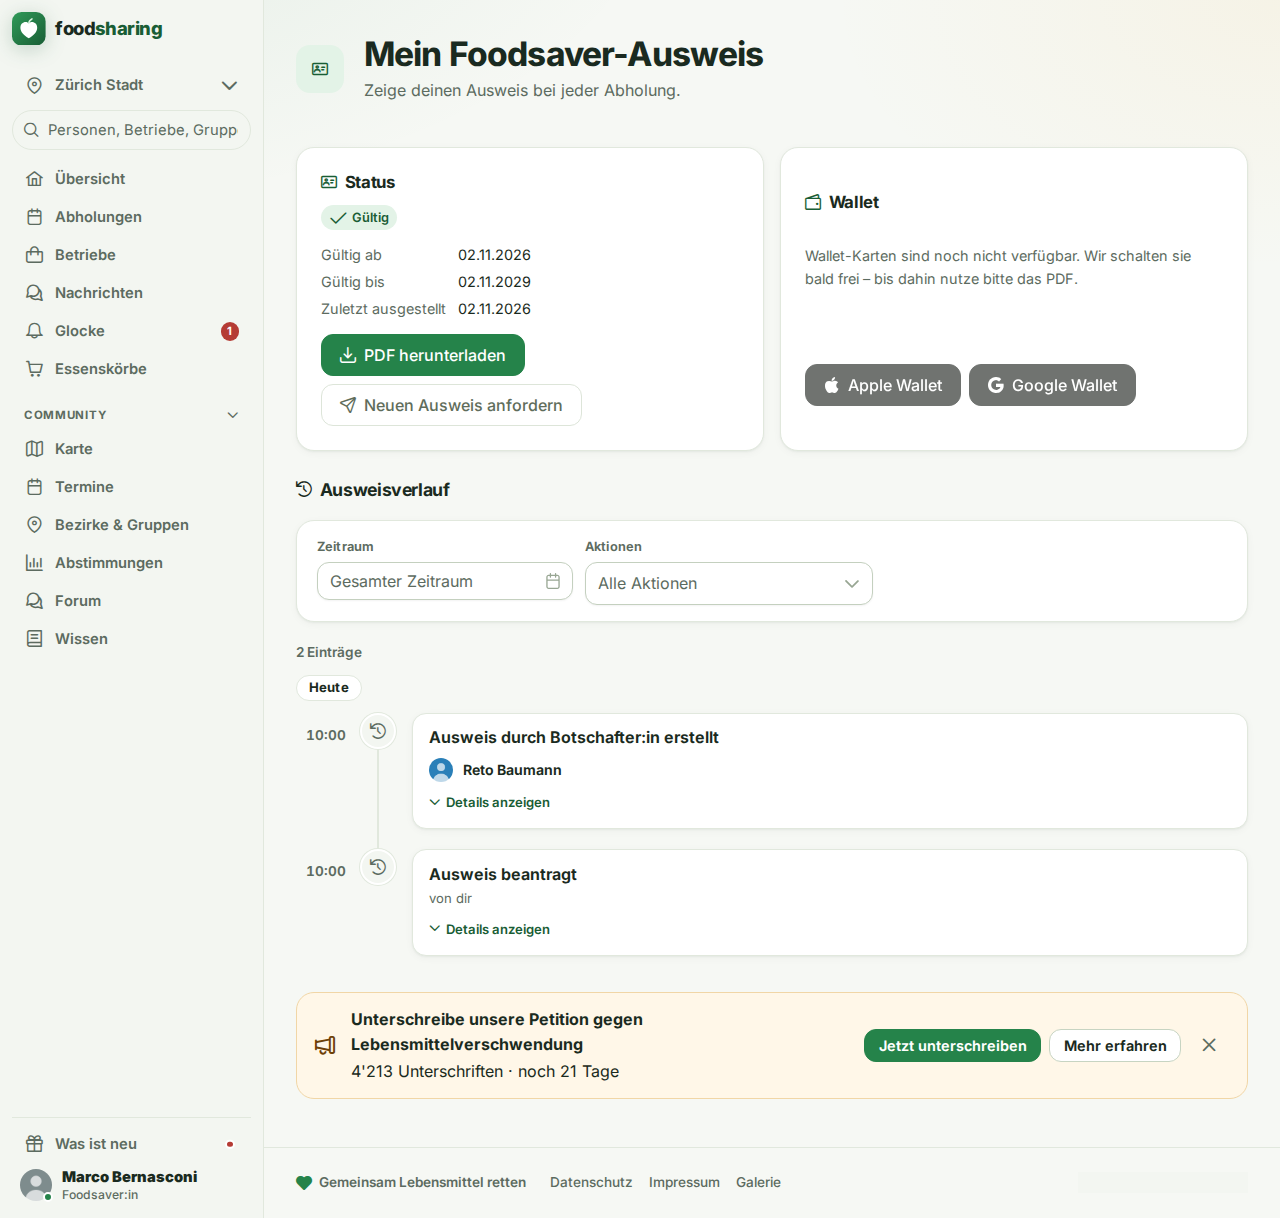 foodsharing
Zürich Stadt
Personen, Betriebe, Grupp
Übersicht
Abholungen
Betriebe
Nachrichten
Glocke
1
Essenskörbe
COMMUNITY
Karte
Termine
Bezirke & Gruppen
Abstimmungen
Forum
Wissen
Was ist neu
Marco Bernasconi
Foodsaver:in
Mein Foodsaver-Ausweis
Zeige deinen Ausweis bei jeder Abholung.
Status
Gültig
Gültig ab 02.11.2026
Gültig bis 02.11.2029
Zuletzt ausgestellt 02.11.2026
PDF herunterladen
Neuen Ausweis anfordern
Wallet
Wallet-Karten sind noch nicht verfügbar. Wir schalten sie
bald frei – bis dahin nutze bitte das PDF.
Apple Wallet
Google Wallet
Ausweisverlauf
Zeitraum
Gesamter Zeitraum
Aktionen
Alle Aktionen
2 Einträge
Heute
10:00
Ausweis durch Botschafter:in erstellt
Reto Baumann
Details anzeigen
10:00
Ausweis beantragt
von dir
Details anzeigen
Unterschreibe unsere Petition gegen
Lebensmittelverschwendung
4'213 Unterschriften · noch 21 Tage
Jetzt unterschreiben
Mehr erfahren
Gemeinsam Lebensmittel retten
Datenschutz
Impressum
Galerie